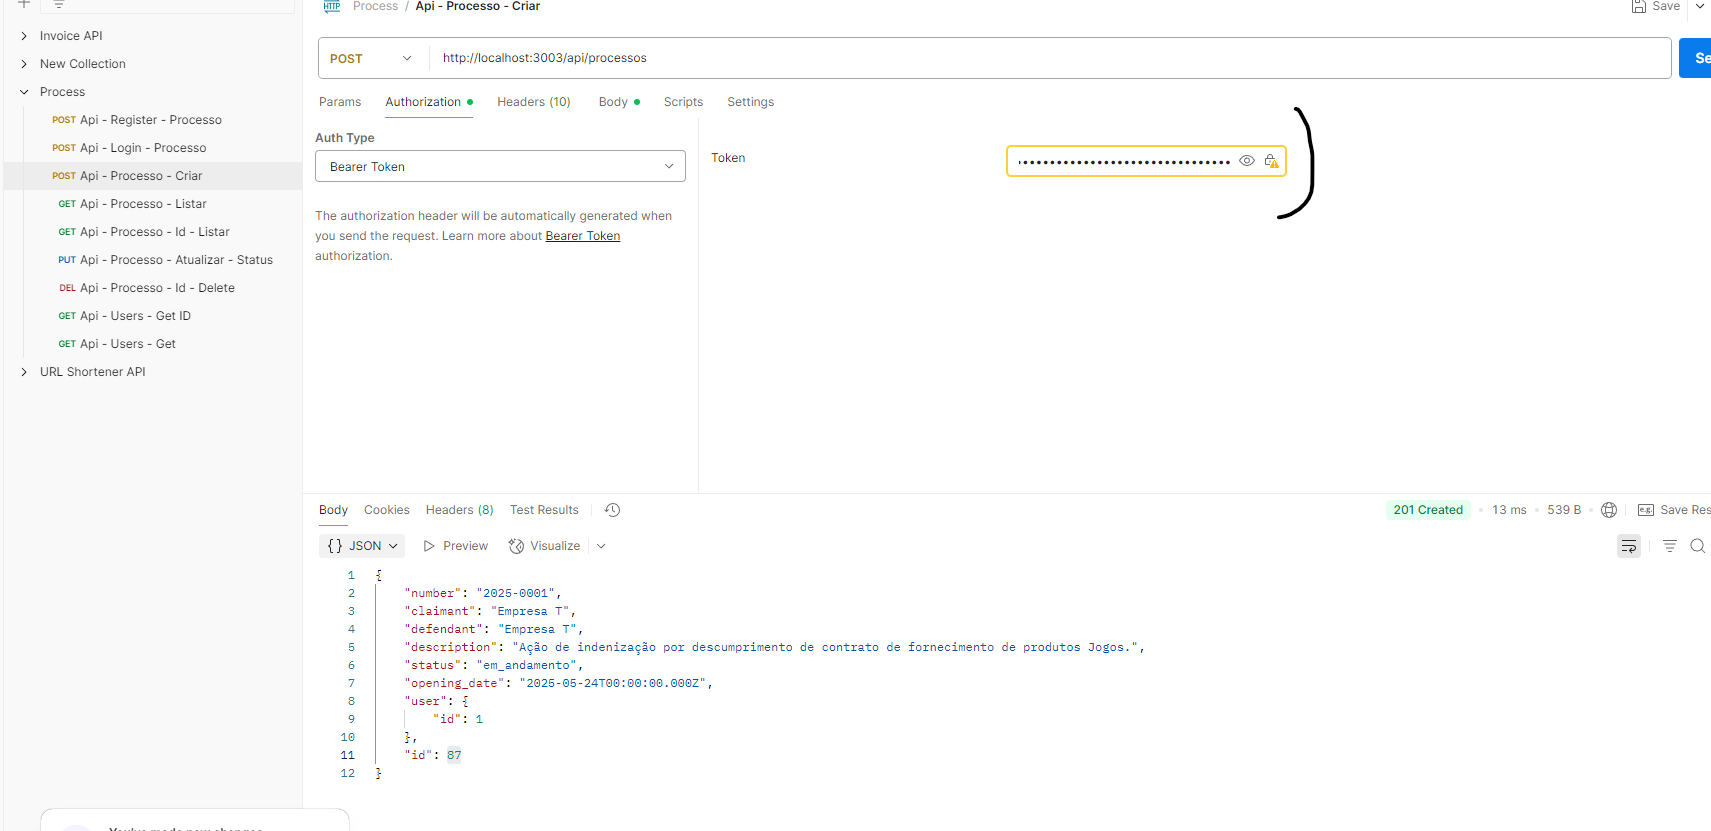 Process / Api - Processo - Criar
Save
Invoice API
New Collection
Process
POST Api - Register - Processo
POST Api - Login - Processo
POST Api - Processo - Criar
GET Api - Processo - Listar
GET Api - Processo - Id - Listar
PUT Api - Processo - Atualizar - Status
DEL Api - Processo - Id - Delete
GET Api - Users - Get ID
GET Api - Users - Get
URL Shortener API
HTTP
POST http://localhost:3003/api/processos
Se
Params Authorization Headers (10) Body Scripts Settings
Auth Type
Bearer Token
The authorization header will be automatically generated when
you send the request. Learn more about Bearer Token
authorization.
Token
Body Cookies Headers (8) Test Results
201 Created 13 ms 539 B e.g. Save Res
{} JSON Preview Visualize
1 {
2 "number": "2025-0001",
3 "claimant": "Empresa T",
4 "defendant": "Empresa T",
5 "description": "Ação de indenização por descumprimento de contrato de fornecimento de produtos Jogos.",
6 "status": "em_andamento",
7 "opening_date": "2025-05-24T00:00:00.000Z",
8 "user": {
9 "id": 1
10 },
11 "id": 87
12 }